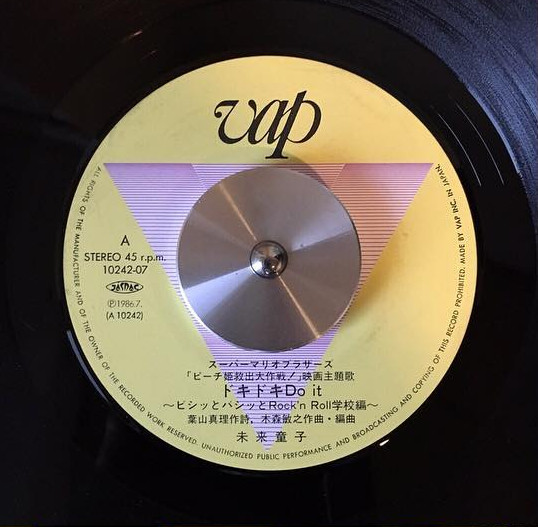 vap
A
STEREO 45 r.p.m.
10242-07
JASRAC
Ⓟ1986.7.
(A 10242)
スーパーマリオブラザーズ
「ピーチ姫救出大作戦!」映画主題歌
ドキドキDo it
～ビシッとバシッとRock'n Roll学校編～
葉山真理作詩、木森敏之作曲・編曲
未来童子
ALL RIGHTS OF THE MANUFACTURER AND OF THE OWNER OF THE RECORDED WORK RESERVED. UNAUTHORIZED PUBLIC PERFORMANCE AND BROADCASTING AND COPYING OF THIS RECORD PROHIBITED. MADE BY VAP INC. IN JAPAN.